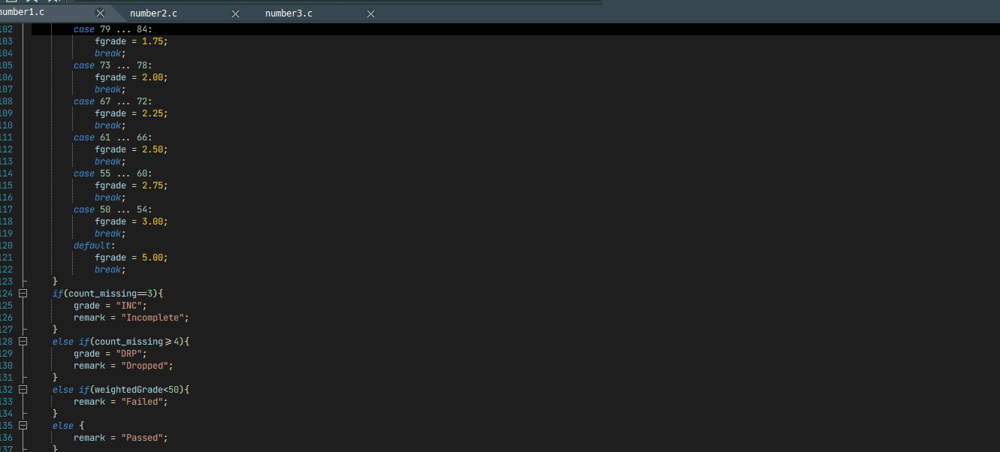 number1.c number2.c number3.c
102 case 79 ... 84:
103 fgrade = 1.75;
104 break;
105 case 73 ... 78:
106 fgrade = 2.00;
107 break;
108 case 67 ... 72:
109 fgrade = 2.25;
110 break;
111 case 61 ... 66:
112 fgrade = 2.50;
113 break;
114 case 55 ... 60:
115 fgrade = 2.75;
116 break;
117 case 50 ... 54:
118 fgrade = 3.00;
119 break;
120 default:
121 fgrade = 5.00;
122 break;
123 }
124 if(count_missing==3){
125 grade = "INC";
126 remark = "Incomplete";
127 }
128 else if(count_missing>=4){
129 grade = "DRP";
130 remark = "Dropped";
131 }
132 else if(weightedGrade<50){
133 remark = "Failed";
134 }
135 else {
136 remark = "Passed";
137 }